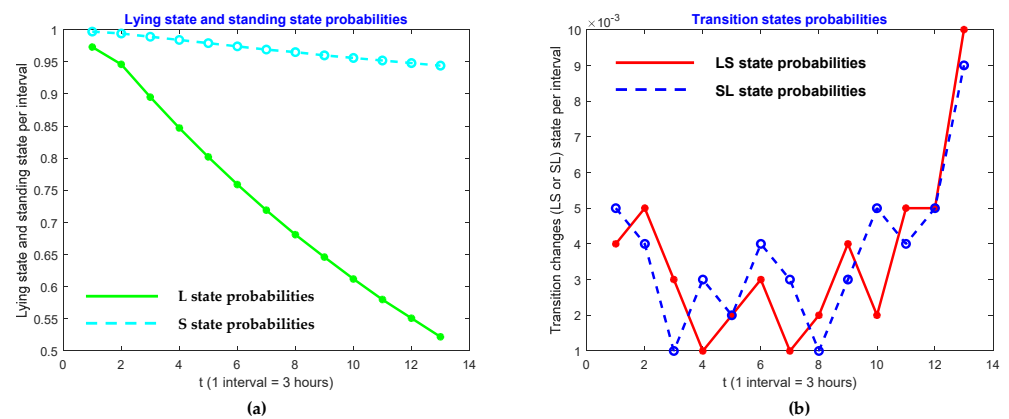 Lying state and standing state probabilities
1
0.95
0.9
0.85
0.8
0.75
0.7
0.65
0.6
0.55
0.5
Lying state and standing state per interval
L state probabilities
S state probabilities
0 2 4 6 8 10 12 14
t (1 interval = 3 hours)
(a)
Transition states probabilities
×10⁻³
10
9
8
7
6
5
4
3
2
1
Transition changes (LS or SL) state per interval
LS state probabilities
SL state probabilities
0 2 4 6 8 10 12 14
t (1 interval = 3 hours)
(b)